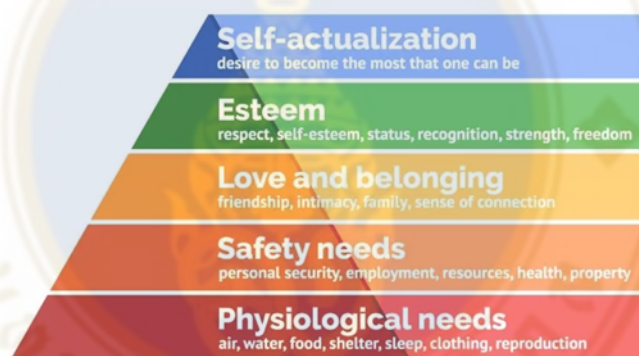 Self-actualization
desire to become the most that one can be
Esteem
respect, self-esteem, status, recognition, strength, freedom
Love and belonging
friendship, intimacy, family, sense of connection
Safety needs
personal security, employment, resources, health, property
Physiological needs
air, water, food, shelter, sleep, clothing, reproduction